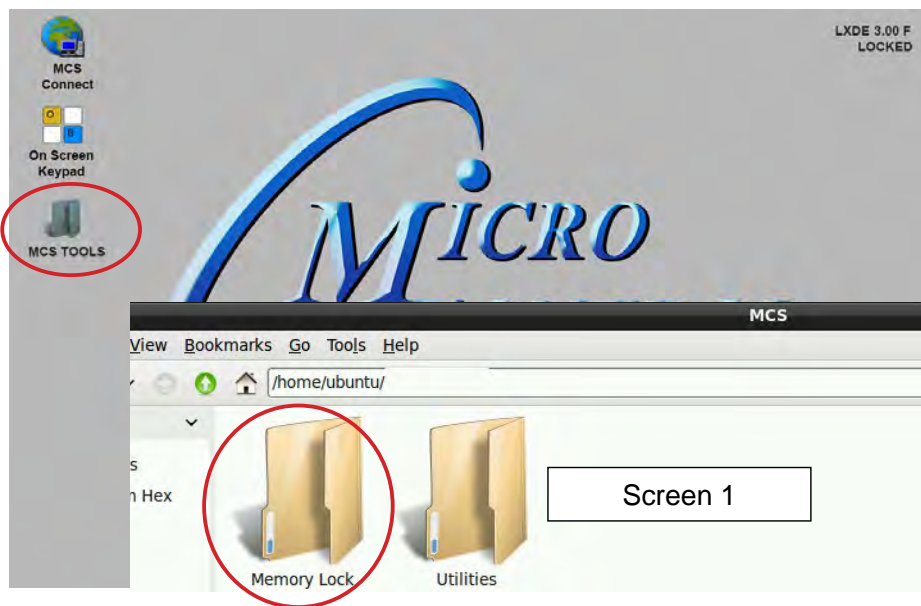 LXDE 3.00 F
LOCKED
MCS
Connect
O
B
On Screen
Keypad
MCS TOOLS
MICRO
MCS
View Bookmarks Go Tools Help
/home/ubuntu/
s
Hex
Screen 1
Memory Lock
Utilities